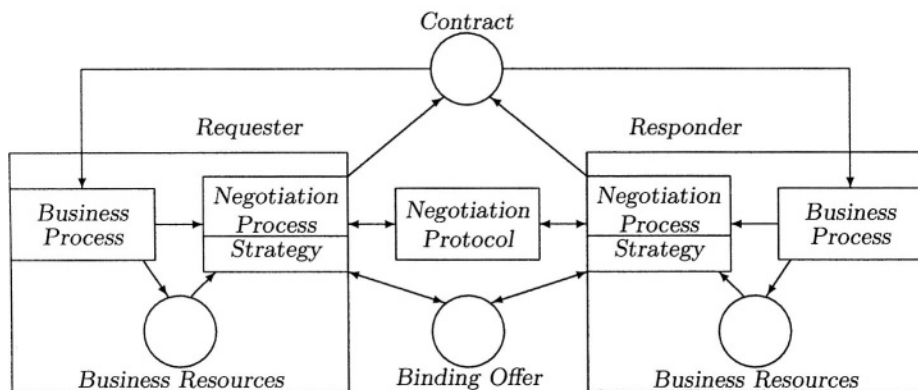 Contract
Requester
Responder
Business
Process
Negotiation
Process
Strategy
Negotiation
Protocol
Negotiation
Process
Strategy
Business
Process
Business Resources
Binding Offer
Business Resources